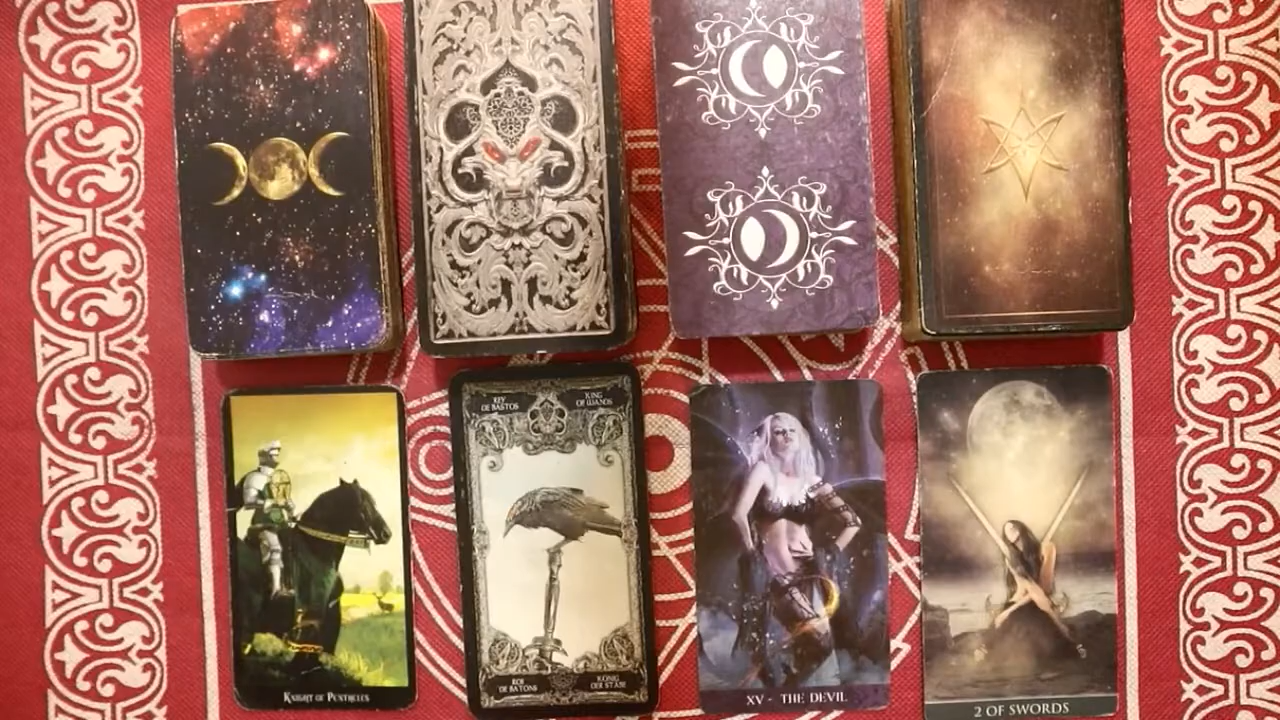 REY
DE BASTOS
KING
OF WANDS
ROI
DE BATONS
KÖNIG
DER STÄBE
KNIGHT OF PENTACLES
XV - THE DEVIL
2 OF SWORDS